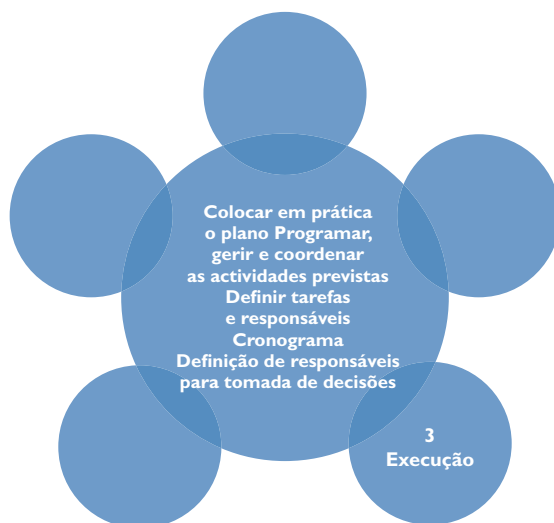 Colocar em prática
o plano Programar,
gerir e coordenar
as actividades previstas
Definir tarefas
e responsáveis
Cronograma
Definição de responsáveis
para tomada de decisões
3
Execução